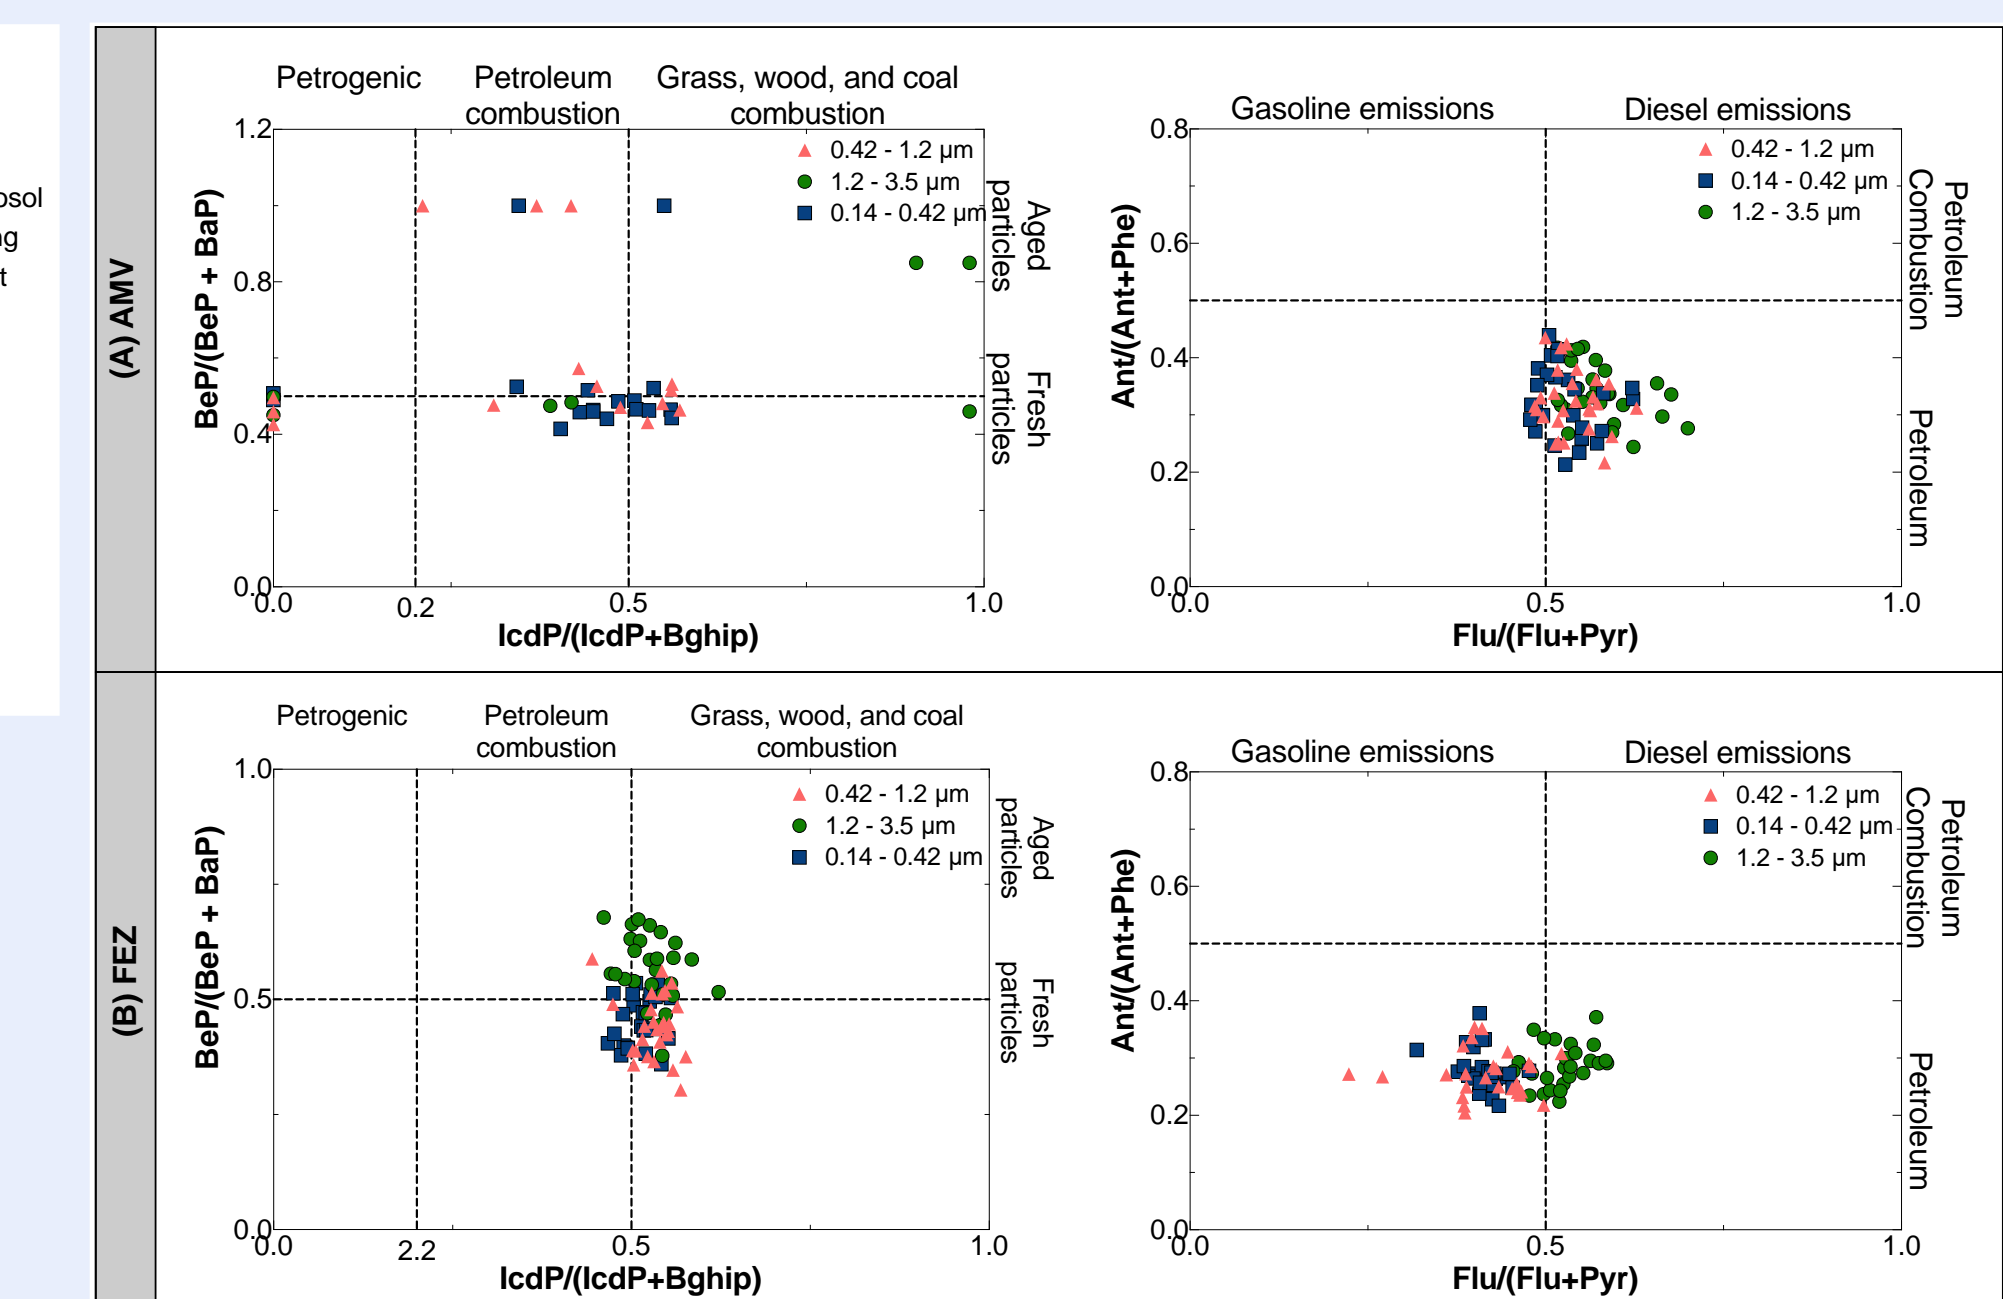 osol
ng
t
(A) AMV
Petrogenic
Petroleum
combustion
Grass, wood, and coal
combustion
1.2
0.8
0.4
0.0
BeP/(BeP + BaP)
0.42 - 1.2 µm
1.2 - 3.5 µm
0.14 - 0.42 µm
Aged
particles
Fresh
particles
0.0
0.2
0.5
1.0
IcdP/(IcdP+Bghip)
Gasoline emissions
Diesel emissions
0.8
0.6
0.4
0.2
0.0
Ant/(Ant+Phe)
0.42 - 1.2 µm
0.14 - 0.42 µm
1.2 - 3.5 µm
Petroleum
Combustion
Petroleum
0.0
0.5
1.0
Flu/(Flu+Pyr)
(B) FEZ
Petrogenic
Petroleum
combustion
Grass, wood, and coal
combustion
1.0
0.5
0.0
BeP/(BeP + BaP)
0.42 - 1.2 µm
1.2 - 3.5 µm
0.14 - 0.42 µm
Aged
particles
Fresh
particles
0.0
2.2
0.5
1.0
IcdP/(IcdP+Bghip)
Gasoline emissions
Diesel emissions
0.8
0.6
0.4
0.2
0.0
Ant/(Ant+Phe)
0.42 - 1.2 µm
0.14 - 0.42 µm
1.2 - 3.5 µm
Petroleum
Combustion
Petroleum
0.0
0.5
1.0
Flu/(Flu+Pyr)